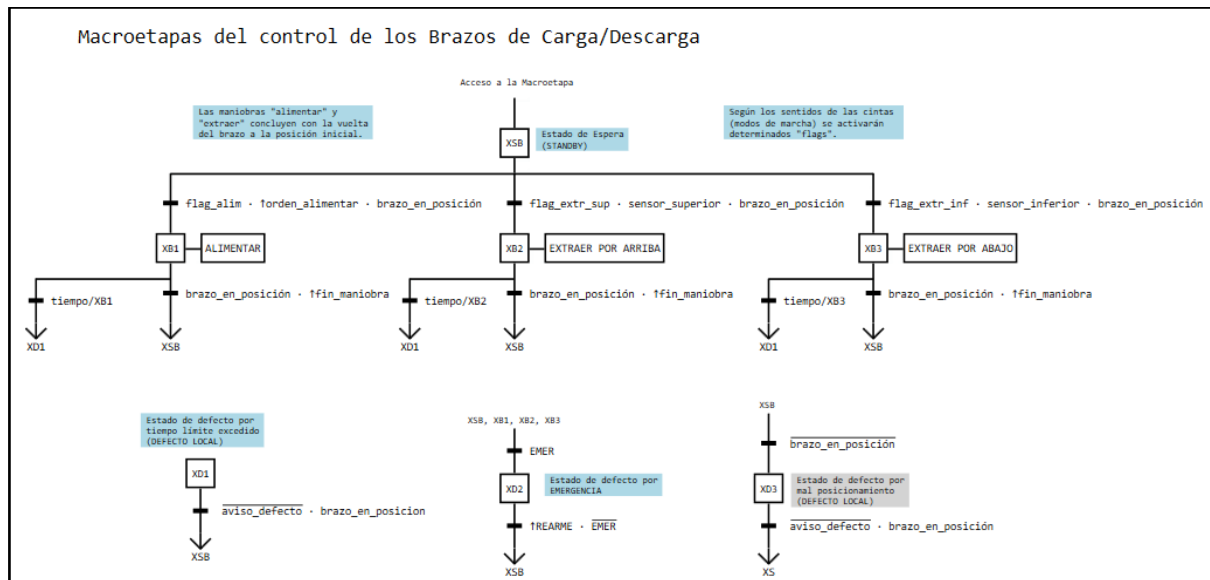 Macroetapas del control de los Brazos de Carga/Descarga
Acceso a la Macroetapa
Las maniobras "alimentar" y
"extraer" concluyen con la vuelta
del brazo a la posición inicial.
XSB
Estado de Espera
(STANDBY)
Según los sentidos de las cintas
(modos de marcha) se activarán
determinados "flags".
flag_alim · ↑orden_alimentar · brazo_en_posición
flag_extr_sup · sensor_superior · brazo_en_posición
flag_extr_inf · sensor_inferior · brazo_en_posición
XB1
ALIMENTAR
XB2
EXTRAER POR ARRIBA
XB3
EXTRAER POR ABAJO
tiempo/XB1
brazo_en_posición · ↑fin_maniobra
tiempo/XB2
brazo_en_posición · ↑fin_maniobra
tiempo/XB3
brazo_en_posición · ↑fin_maniobra
XD1
XSB
XD1
XSB
XD1
XSB
Estado de defecto por
tiempo límite excedido
(DEFECTO LOCAL)
XD1
aviso_defecto · brazo_en_posicion
XSB
XSB, XB1, XB2, XB3
EMER
XD2
Estado de defecto por
EMERGENCIA
↑REARME · EMER
XSB
XSB
brazo_en_posición
XD3
Estado de defecto por
mal posicionamiento
(DEFECTO LOCAL)
aviso_defecto · brazo_en_posición
XS